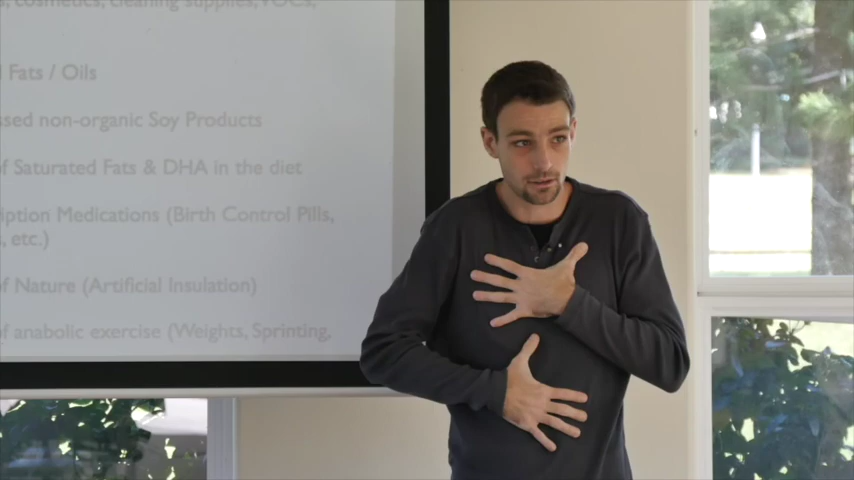 , cosmetics, cleaning supplies, VOCs,
Fats / Oils
ssed non-organic Soy Products
of Saturated Fats & DHA in the diet
iption Medications (Birth Control Pills,
, etc.)
of Nature (Artificial Insulation)
of anabolic exercise (Weights, Sprinting,